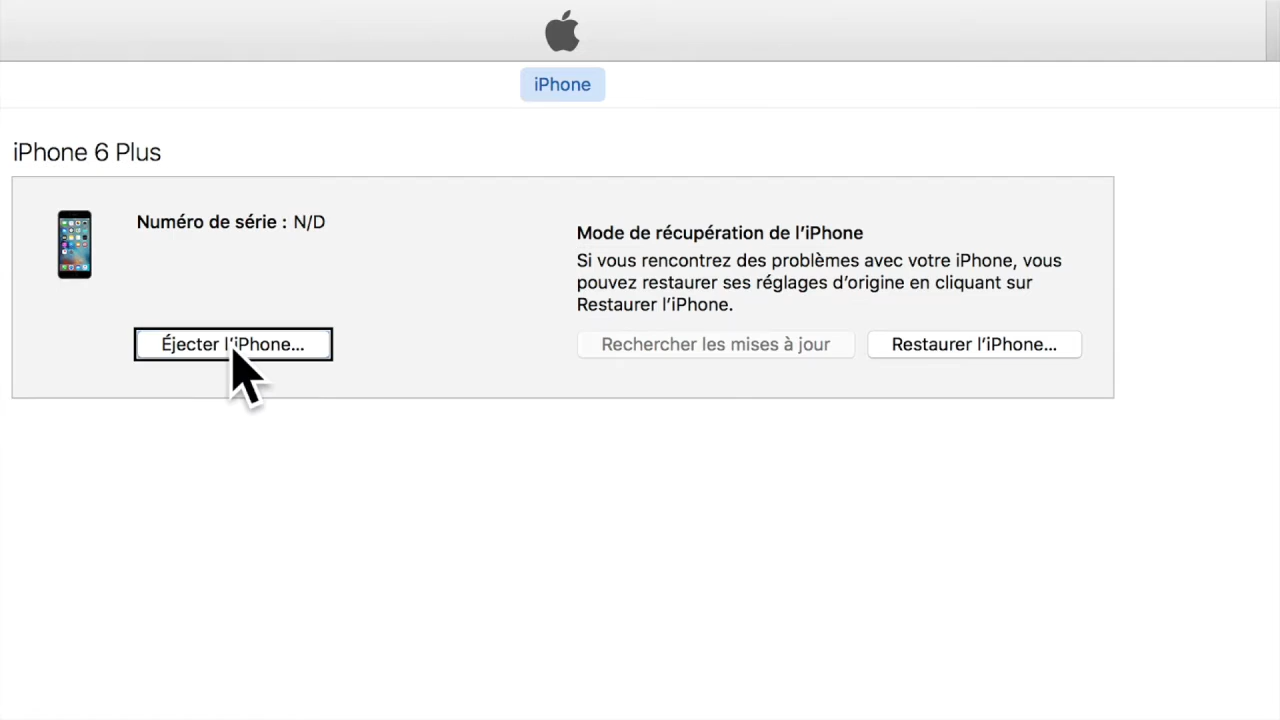 iPhone
iPhone 6 Plus
Numéro de série : N/D
Éjecter l'iPhone...
Mode de récupération de l'iPhone
Si vous rencontrez des problèmes avec votre iPhone, vous
pouvez restaurer ses réglages d'origine en cliquant sur
Restaurer l'iPhone.
Rechercher les mises à jour
Restaurer l'iPhone...